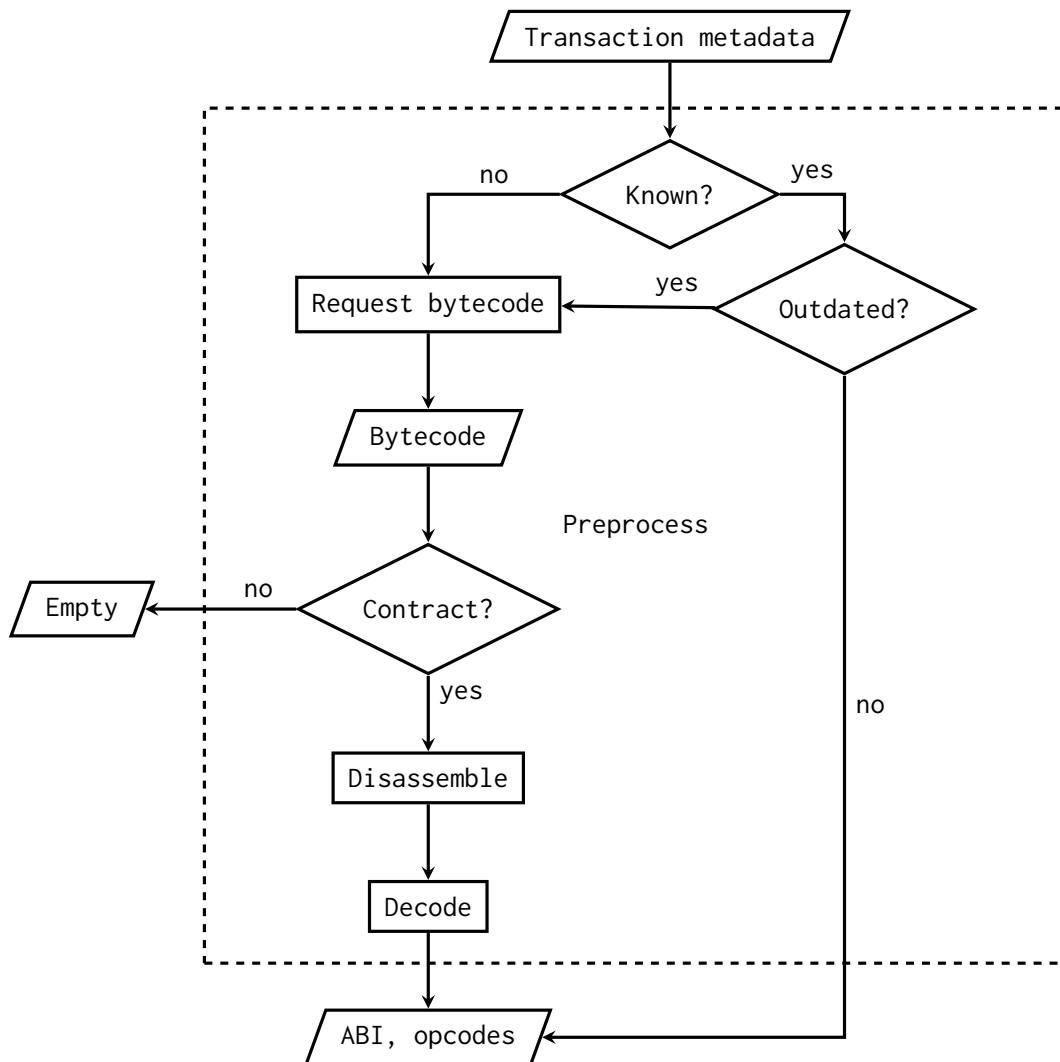 Transaction metadata
no
yes
Known?
Request bytecode
yes
Outdated?
Bytecode
Preprocess
Empty
no
Contract?
yes
no
Disassemble
Decode
ABI, opcodes